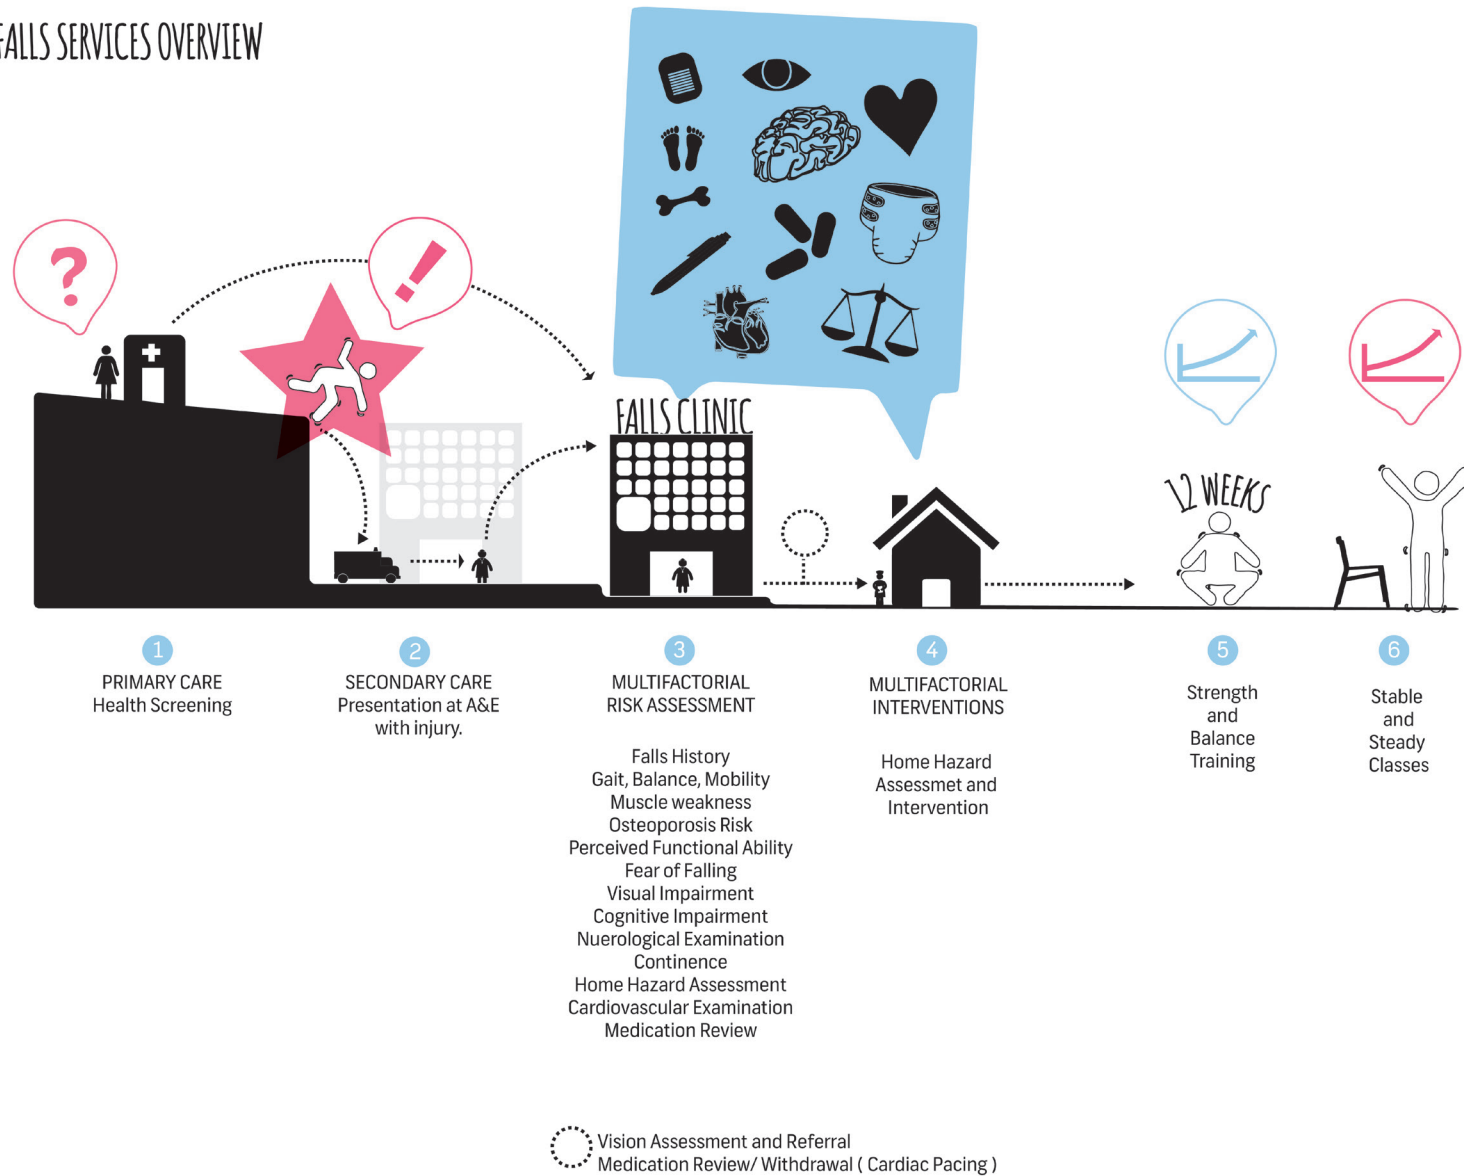 FALLS SERVICES OVERVIEW
?
!
FALLS CLINIC
12 WEEKS
1
PRIMARY CARE
Health Screening
2
SECONDARY CARE
Presentation at A&E
with injury.
3
MULTIFACTORIAL
RISK ASSESSMENT
Falls History
Gait, Balance, Mobility
Muscle weakness
Osteoporosis Risk
Perceived Functional Ability
Fear of Falling
Visual Impairment
Cognitive Impairment
Nuerological Examination
Continence
Home Hazard Assessment
Cardiovascular Examination
Medication Review
4
MULTIFACTORIAL
INTERVENTIONS
Home Hazard
Assessmet and
Intervention
5
Strength
and
Balance
Training
6
Stable
and
Steady
Classes
Vision Assessment and Referral
Medication Review/ Withdrawal ( Cardiac Pacing )